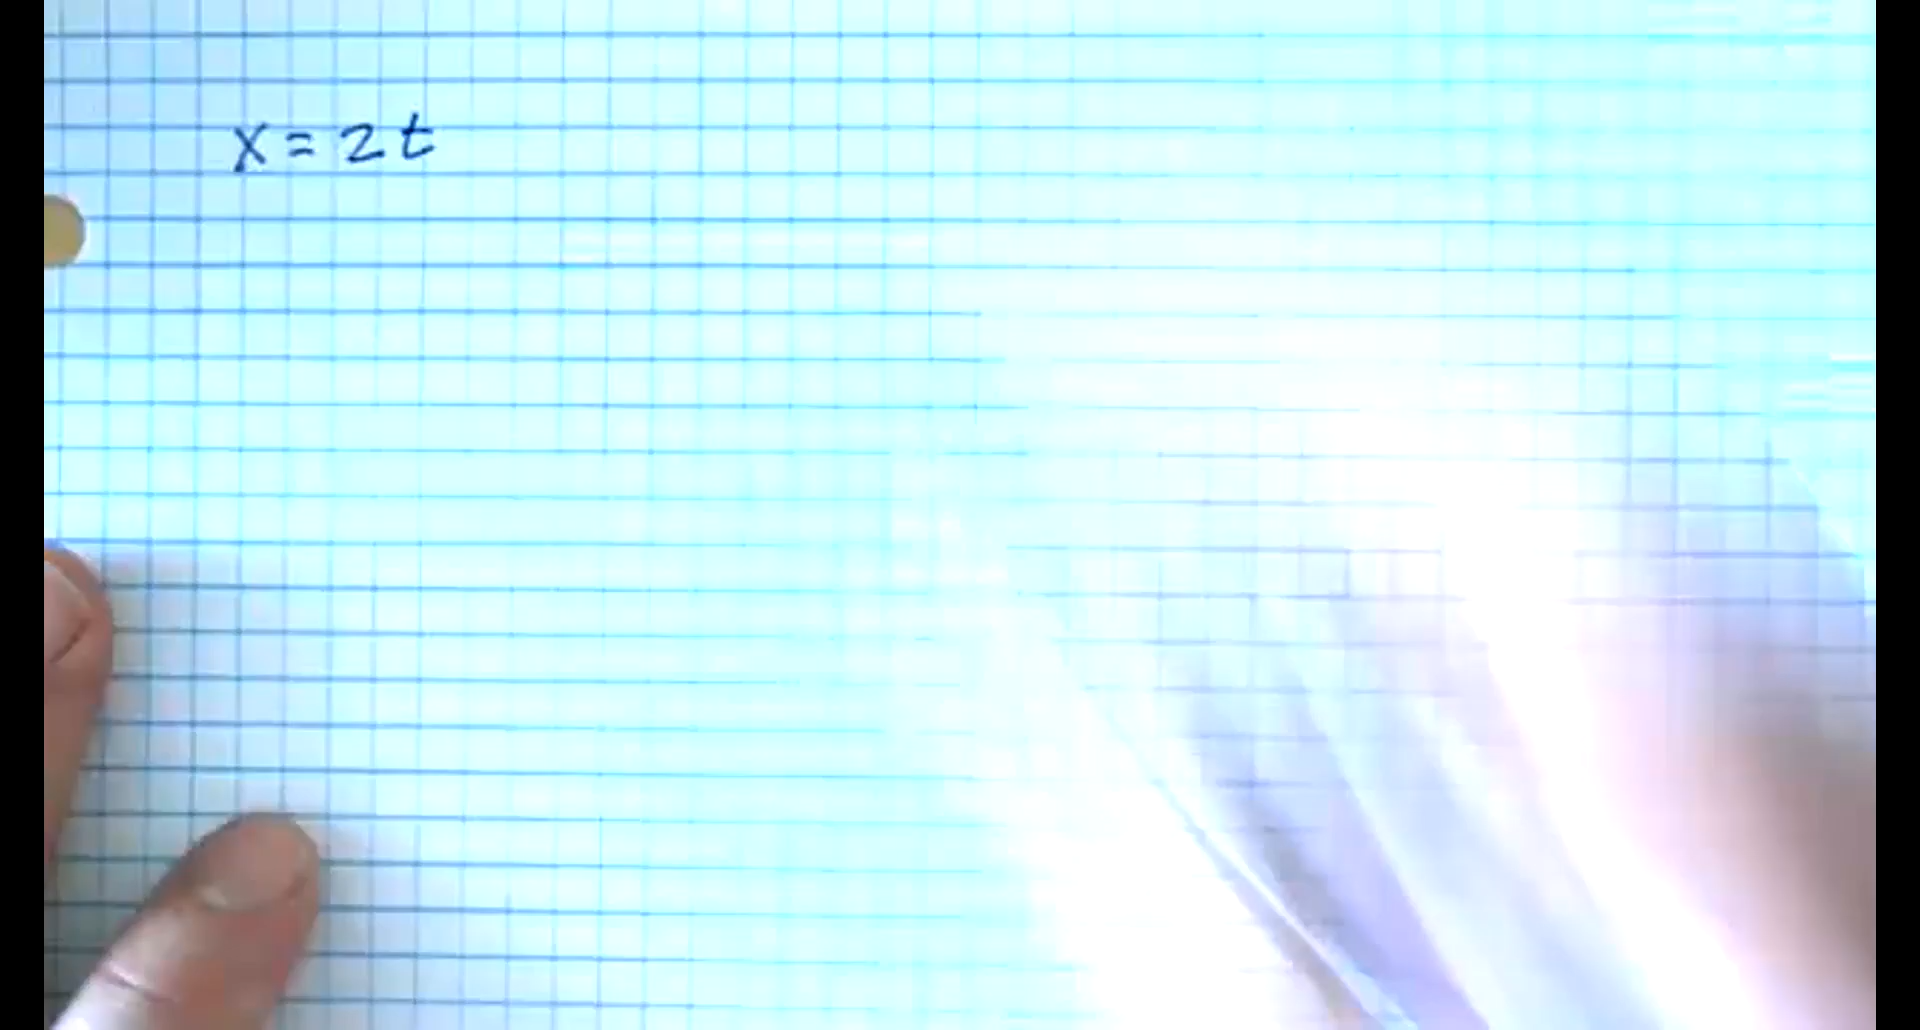 x = 2t